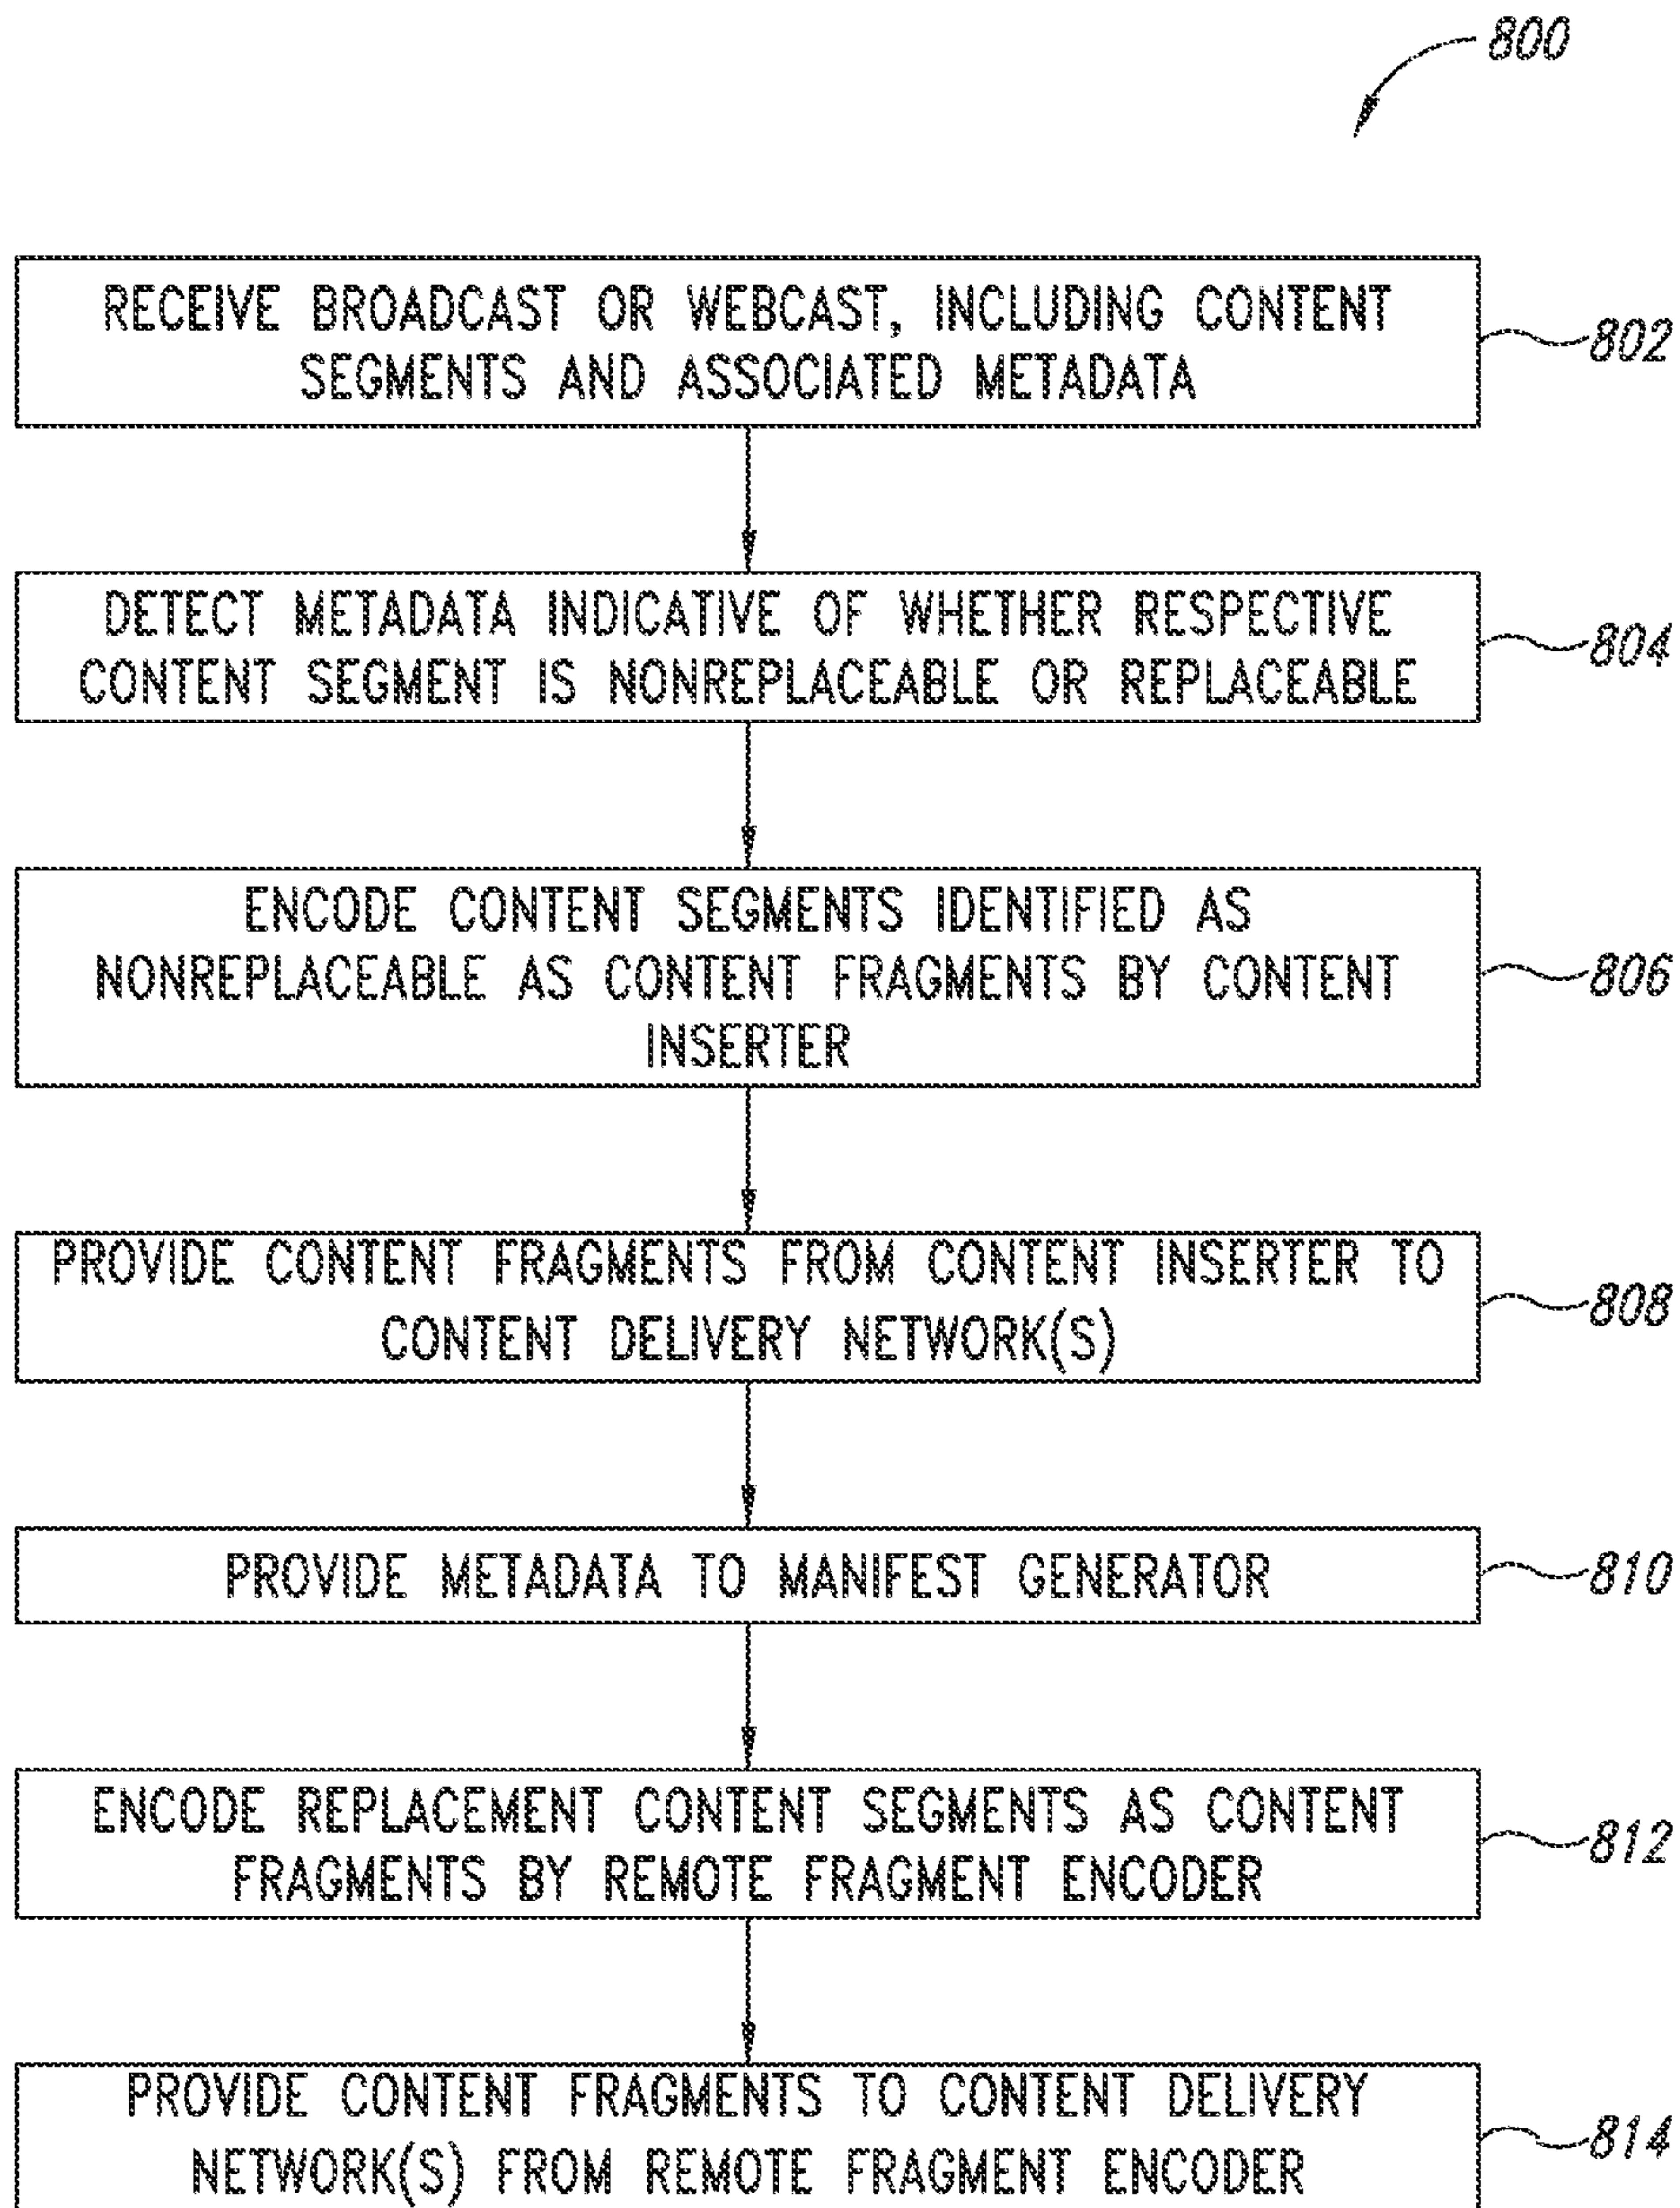 800
RECEIVE BROADCAST OR WEBCAST, INCLUDING CONTENT
SEGMENTS AND ASSOCIATED METADATA
802
DETECT METADATA INDICATIVE OF WHETHER RESPECTIVE
CONTENT SEGMENT IS NONREPLACEABLE OR REPLACEABLE
804
ENCODE CONTENT SEGMENTS IDENTIFIED AS
NONREPLACEABLE AS CONTENT FRAGMENTS BY CONTENT
INSERTER
806
PROVIDE CONTENT FRAGMENTS FROM CONTENT INSERTER TO
CONTENT DELIVERY NETWORK(S)
808
PROVIDE METADATA TO MANIFEST GENERATOR
810
ENCODE REPLACEMENT CONTENT SEGMENTS AS CONTENT
FRAGMENTS BY REMOTE FRAGMENT ENCODER
812
PROVIDE CONTENT FRAGMENTS TO CONTENT DELIVERY
NETWORK(S) FROM REMOTE FRAGMENT ENCODER
814